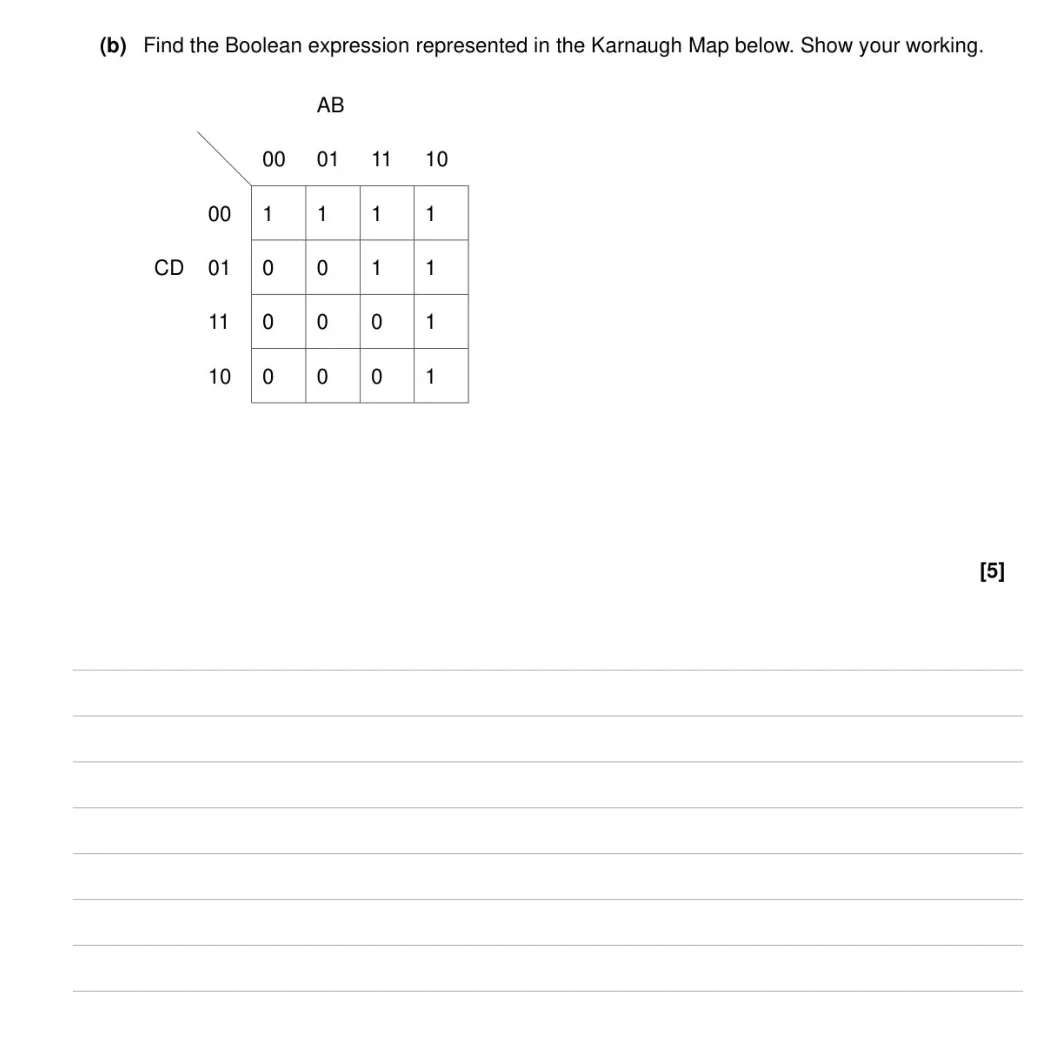 (b) Find the Boolean expression represented in the Karnaugh Map below. Show your working.
AB
00 01 11 10
00 1 1 1 1
CD 01 0 0 1 1
11 0 0 0 1
10 0 0 0 1
[5]